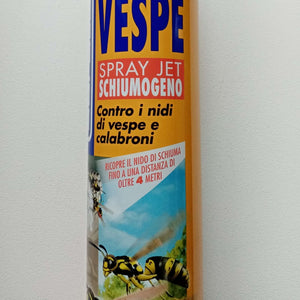 VESPE
SPRAY JET
SCHIUMOGENO
Contro i nidi
di vespe e
calabroni
RICOPRE IL NIDO DI SCHIUMA
FINO A UNA DISTANZA DI
OLTRE 4 METRI